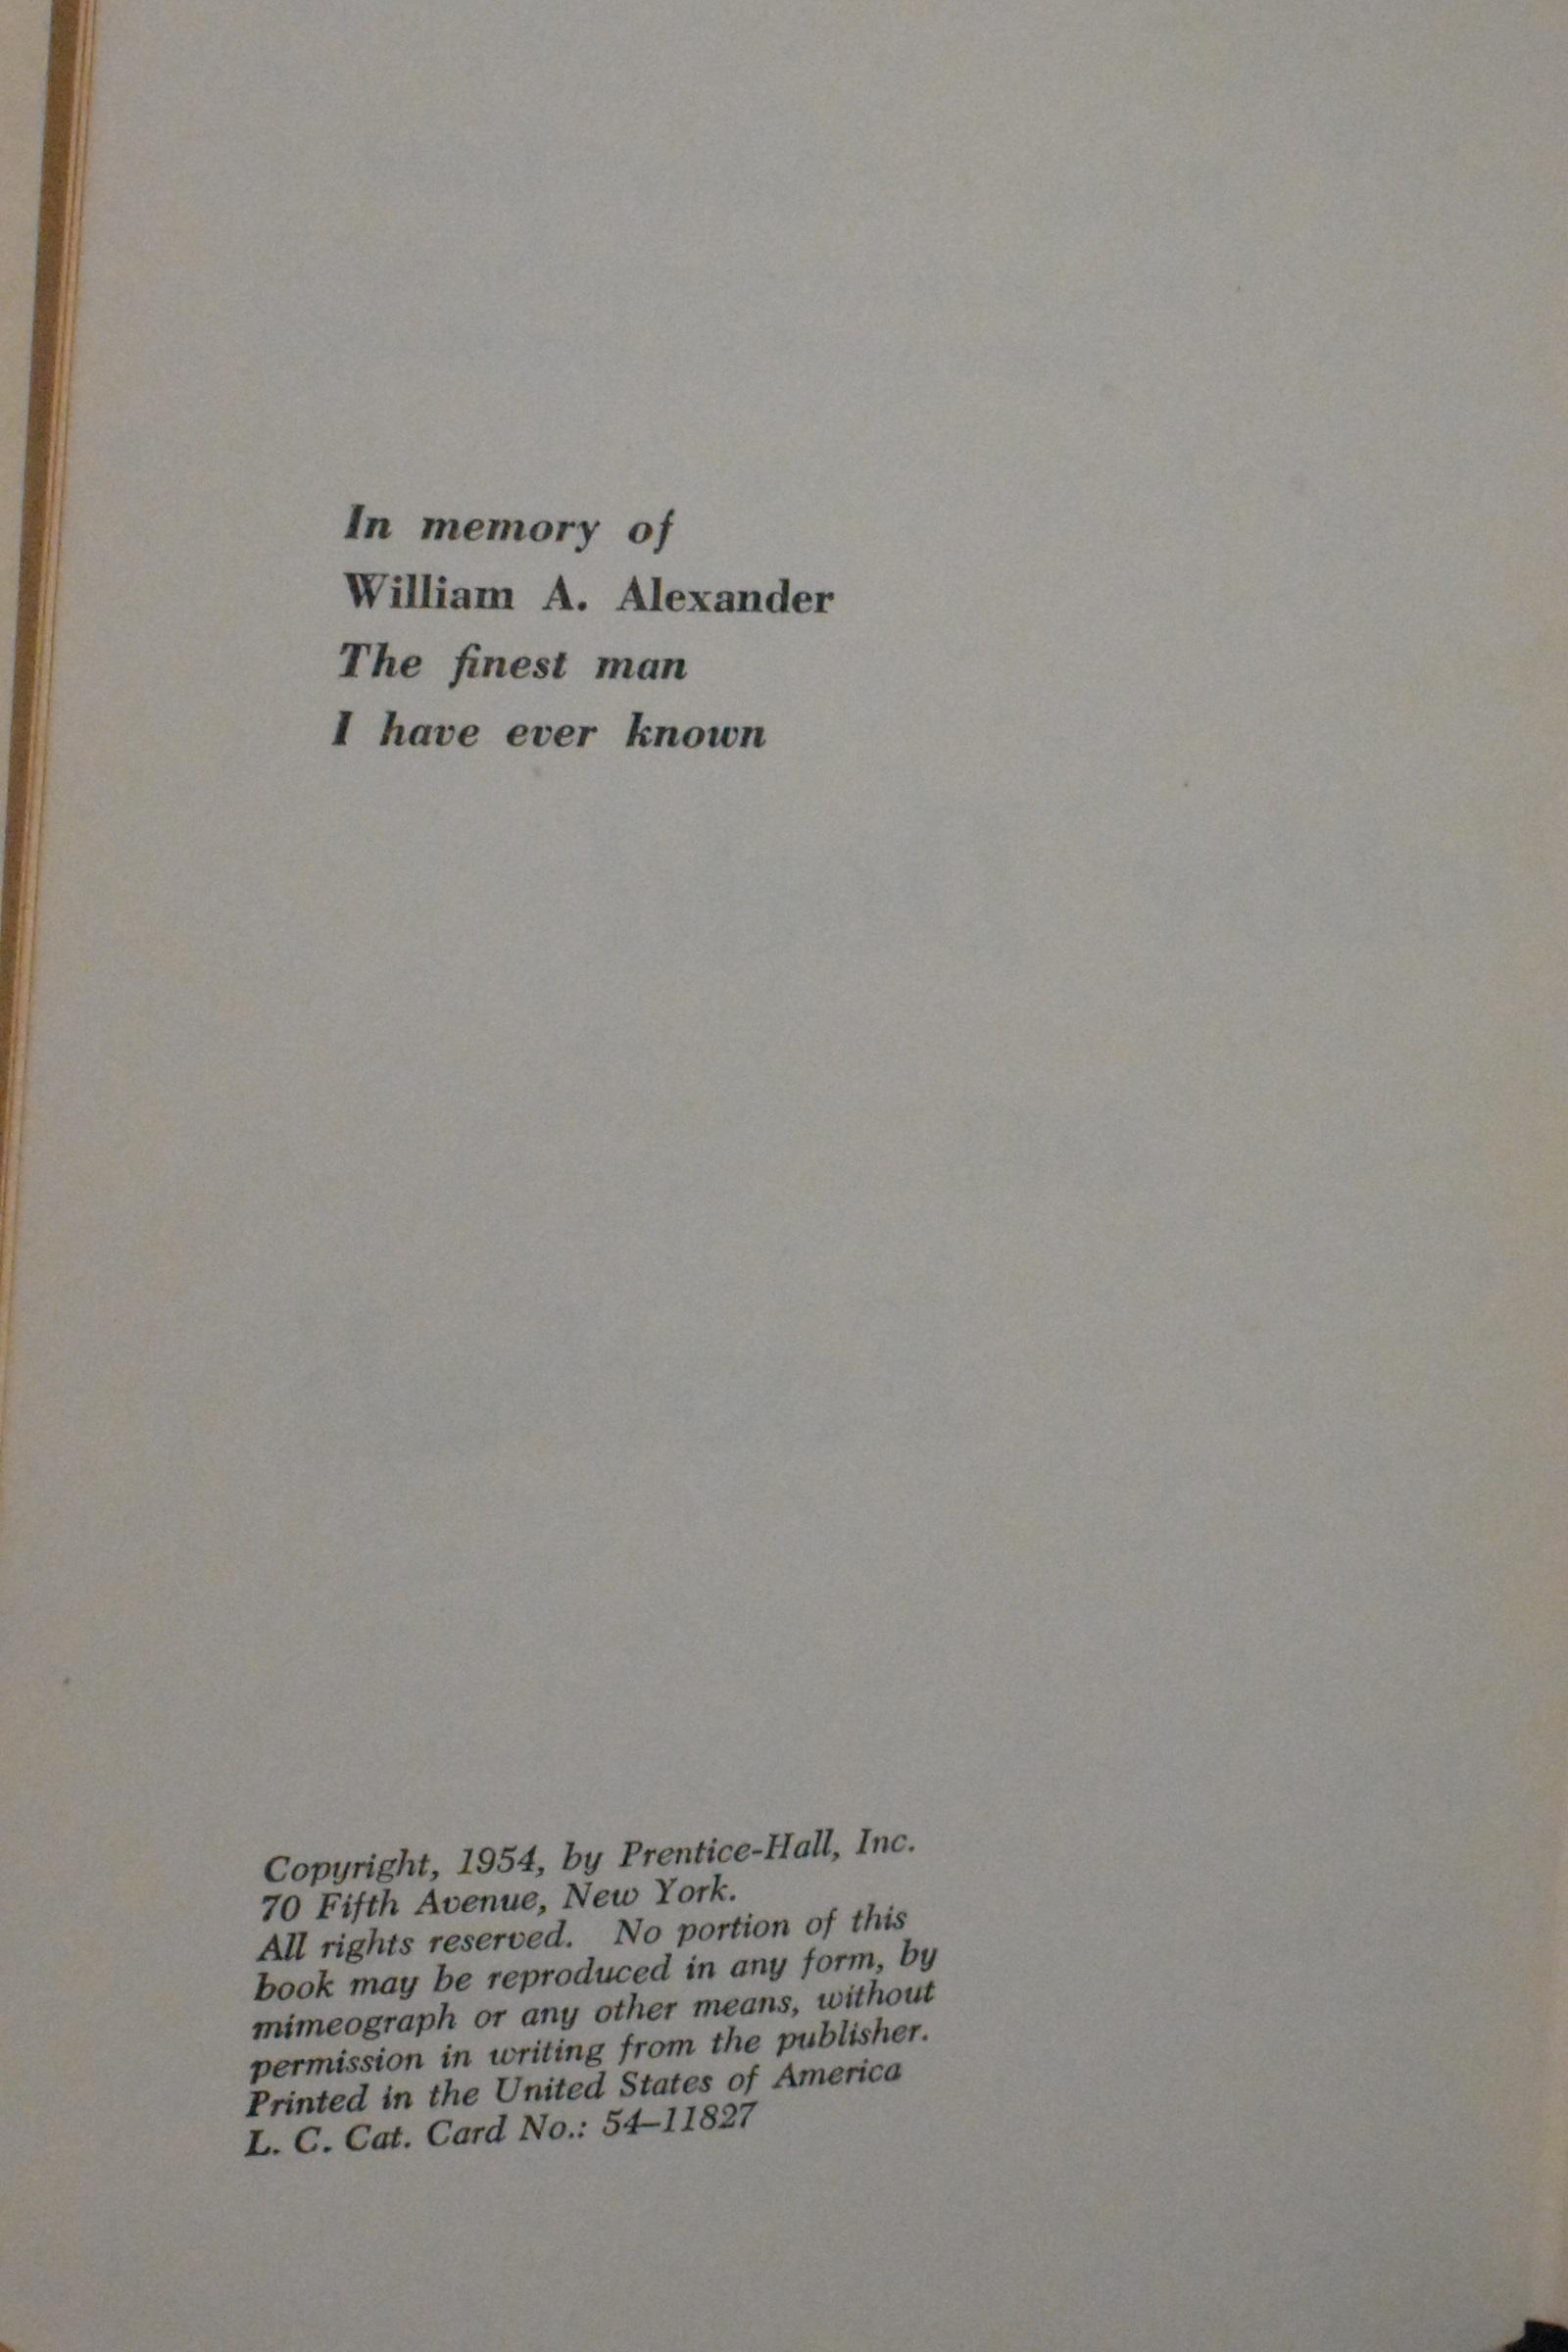 In memory of
William A. Alexander
The finest man
I have ever known
Copyright, 1954, by Prentice-Hall, Inc.
70 Fifth Avenue, New York.
All rights reserved. No portion of this
book may be reproduced in any form, by
mimeograph or any other means, without
permission in writing from the publisher.
Printed in the United States of America
L. C. Cat. Card No.: 54–11827